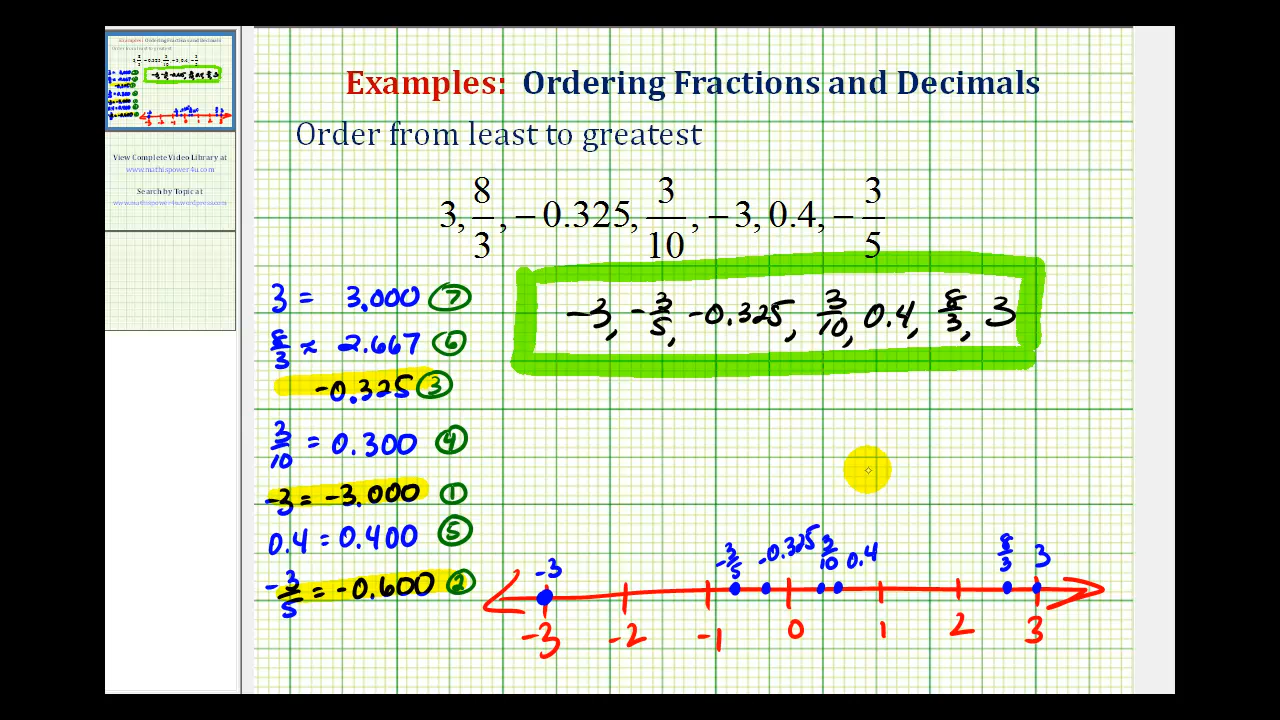 Examples: Ordering Fractions and Decimals
Order from least to greatest
3, 8/3, −0.325, 3/10, −3, 0.4, −3/5
View Complete Video Library at
www.mathispower4u.com
Search by Topic at
www.mathispower4u.wordpress.com
-3, -3/5, -0.325, 3/10, 0.4, 8/3, 3
3 = 3.000 7
8/3 ≈ 2.667 6
-0.325 3
3/10 = 0.300 4
-3 = -3.000 1
0.4 = 0.400 5
-3/5 = -0.600 2
-3 -3/5 -0.325 3/10 0.4 8/3 3
-3 -2 -1 0 1 2 3